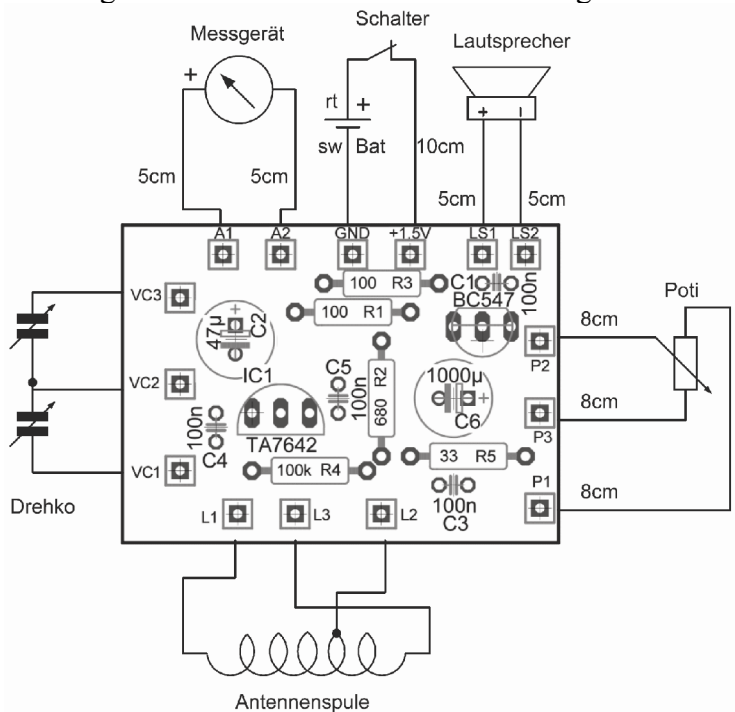 Schalter
Messgerät
Lautsprecher
+
rt +
sw Bat
+ −
5cm
5cm
10cm
5cm
5cm
A1
A2
GND
+1.5V
LS1
LS2
VC3
100 R3
C1
100n
Poti
100 R1
BC547
8cm
+
47µ
C2
P2
VC2
IC1
C5
100n
680 R2
1000µ
+
C6
8cm
P3
100n
C4
TA7642
33 R5
VC1
100k R4
P1
8cm
Drehko
100n
C3
L1
L3
L2
Antennenspule